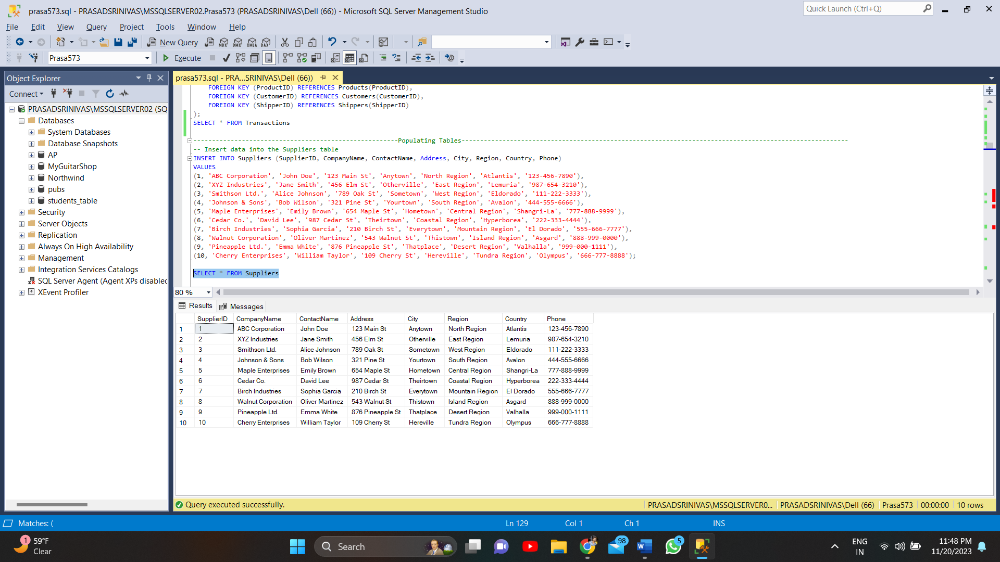 prasa573.sql - PRASADSRINIVAS\MSSQLSERVER02.Prasa573 (PRASADSRINIVAS\Dell (66)) - Microsoft SQL Server Management Studio
Quick Launch (Ctrl+Q)
File Edit View Query Project Tools Window Help
New Query MDX DMX XMLA DAX
Prasa573 Execute
Object Explorer
prasa573.sql - PRA...SRINIVAS\Dell (66))
Connect
PRASADSRINIVAS\MSSQLSERVER02 (SQ
Databases
System Databases
Database Snapshots
AP
MyGuitarShop
Northwind
pubs
students_table
Security
Server Objects
Replication
Always On High Availability
Management
Integration Services Catalogs
SQL Server Agent (Agent XPs disabled
XEvent Profiler
FOREIGN KEY (ProductID) REFERENCES Products(ProductID),
FOREIGN KEY (CustomerID) REFERENCES Customers(CustomerID),
FOREIGN KEY (ShipperID) REFERENCES Shippers(ShipperID)
);
SELECT * FROM Transactions
-------------------------------------------------------Populating Tables--------------------------------------------------------------------------------------------------------
-- Insert data into the Suppliers table
INSERT INTO Suppliers (SupplierID, CompanyName, ContactName, Address, City, Region, Country, Phone)
VALUES
(1, 'ABC Corporation', 'John Doe', '123 Main St', 'Anytown', 'North Region', 'Atlantis', '123-456-7890'),
(2, 'XYZ Industries', 'Jane Smith', '456 Elm St', 'Otherville', 'East Region', 'Lemuria', '987-654-3210'),
(3, 'Smithson Ltd.', 'Alice Johnson', '789 Oak St', 'Sometown', 'West Region', 'Eldorado', '111-222-3333'),
(4, 'Johnson & Sons', 'Bob Wilson', '321 Pine St', 'Yourtown', 'South Region', 'Avalon', '444-555-6666'),
(5, 'Maple Enterprises', 'Emily Brown', '654 Maple St', 'Hometown', 'Central Region', 'Shangri-La', '777-888-9999'),
(6, 'Cedar Co.', 'David Lee', '987 Cedar St', 'Theirtown', 'Coastal Region', 'Hyperborea', '222-333-4444'),
(7, 'Birch Industries', 'Sophia Garcia', '210 Birch St', 'Everytown', 'Mountain Region', 'El Dorado', '555-666-7777'),
(8, 'Walnut Corporation', 'Oliver Martinez', '543 Walnut St', 'Thistown', 'Island Region', 'Asgard', '888-999-0000'),
(9, 'Pineapple Ltd.', 'Emma White', '876 Pineapple St', 'Thatplace', 'Desert Region', 'Valhalla', '999-000-1111'),
(10, 'Cherry Enterprises', 'William Taylor', '109 Cherry St', 'Hereville', 'Tundra Region', 'Olympus', '666-777-8888');
SELECT * FROM Suppliers
80 %
Results Messages
SupplierID CompanyName ContactName Address City Region Country Phone
1 1 ABC Corporation John Doe 123 Main St Anytown North Region Atlantis 123-456-7890
2 2 XYZ Industries Jane Smith 456 Elm St Otherville East Region Lemuria 987-654-3210
3 3 Smithson Ltd. Alice Johnson 789 Oak St Sometown West Region Eldorado 111-222-3333
4 4 Johnson & Sons Bob Wilson 321 Pine St Yourtown South Region Avalon 444-555-6666
5 5 Maple Enterprises Emily Brown 654 Maple St Hometown Central Region Shangri-La 777-888-9999
6 6 Cedar Co. David Lee 987 Cedar St Theirtown Coastal Region Hyperborea 222-333-4444
7 7 Birch Industries Sophia Garcia 210 Birch St Everytown Mountain Region El Dorado 555-666-7777
8 8 Walnut Corporation Oliver Martinez 543 Walnut St Thistown Island Region Asgard 888-999-0000
9 9 Pineapple Ltd. Emma White 876 Pineapple St Thatplace Desert Region Valhalla 999-000-1111
10 10 Cherry Enterprises William Taylor 109 Cherry St Hereville Tundra Region Olympus 666-777-8888
Query executed successfully. PRASADSRINIVAS\MSSQLSERVER0... PRASADSRINIVAS\Dell (66) Prasa573 00:00:00 10 rows
Matches: ( Ln 129 Col 1 Ch 1 INS
1 59°F
Clear
Search
98
W
5
ENG
IN
11:48 PM
11/20/2023